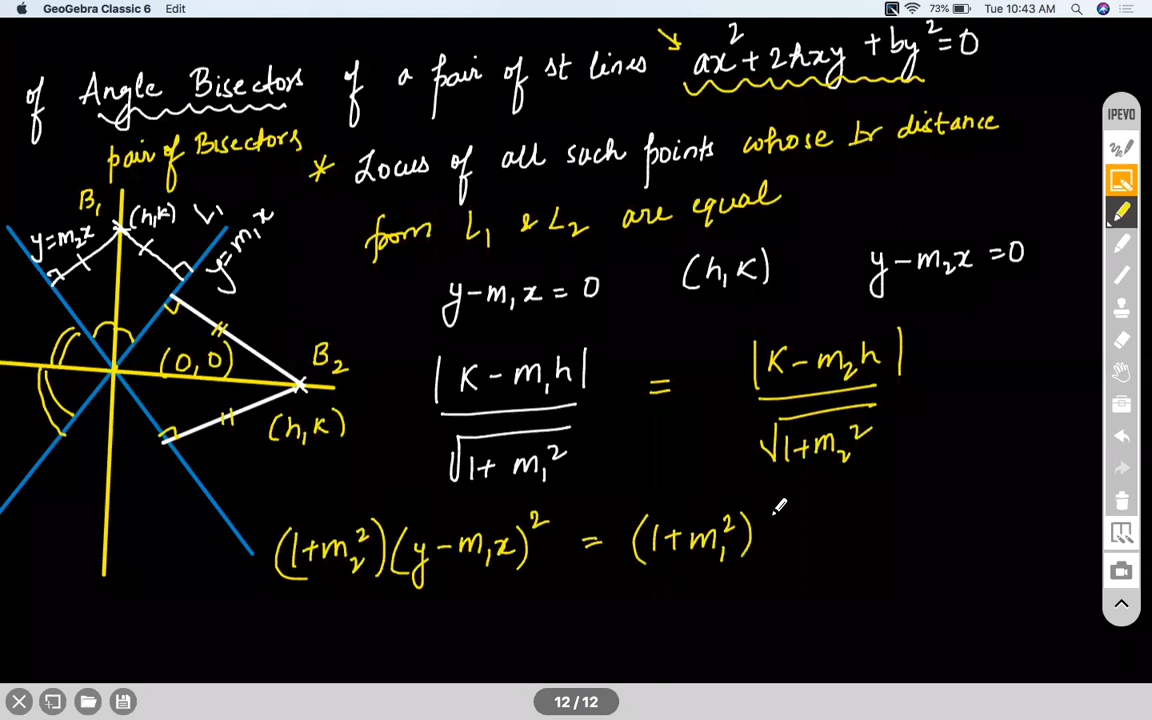 GeoGebra Classic 6 Edit 73% Tue 10:43 AM
of Angle Bisectors of a pair of st lines ax² + 2hxy + by² = 0
pair of Bisectors
* Locus of all such points whose ⊥r distance
from L₁ & L₂ are equal
B₁
(h,k) L₁
y=m₂x
y=m₁x
y-m₁x = 0 (h,k) y-m₂x = 0
(0,0) B₂
(h,k)
|k - m₁h| / √1+m₁² = |k - m₂h| / √1+m₂²
(1+m₂²)(y-m₁x)² = (1+m₁²)
IPEVO
12/12